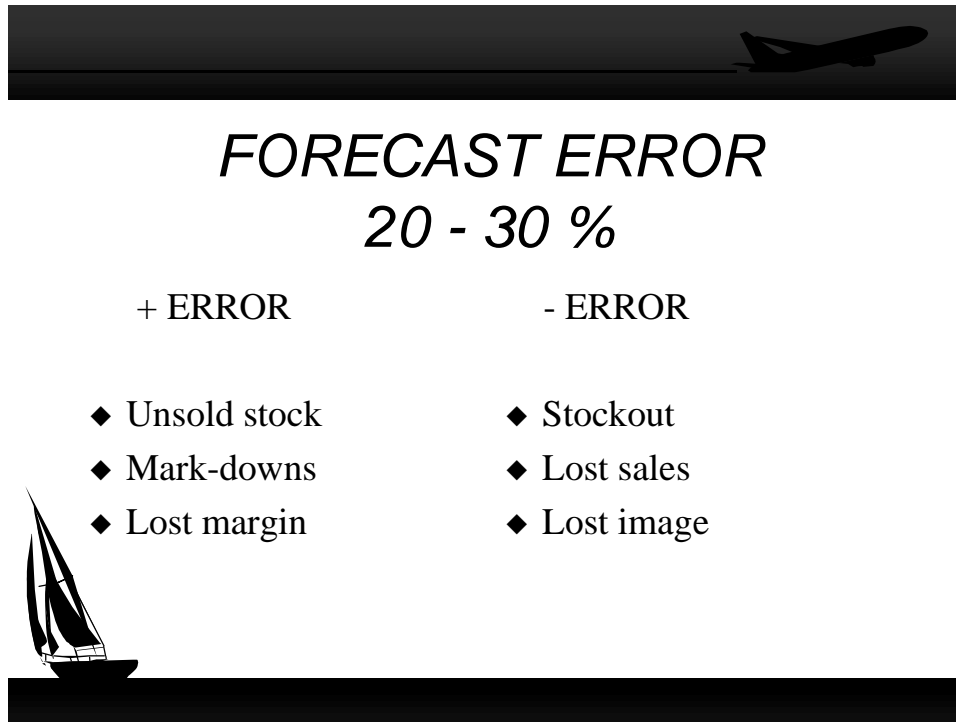 FORECAST ERROR
20 - 30 %
+ ERROR
Unsold stock
Mark-downs
Lost margin
- ERROR
Stockout
Lost sales
Lost image